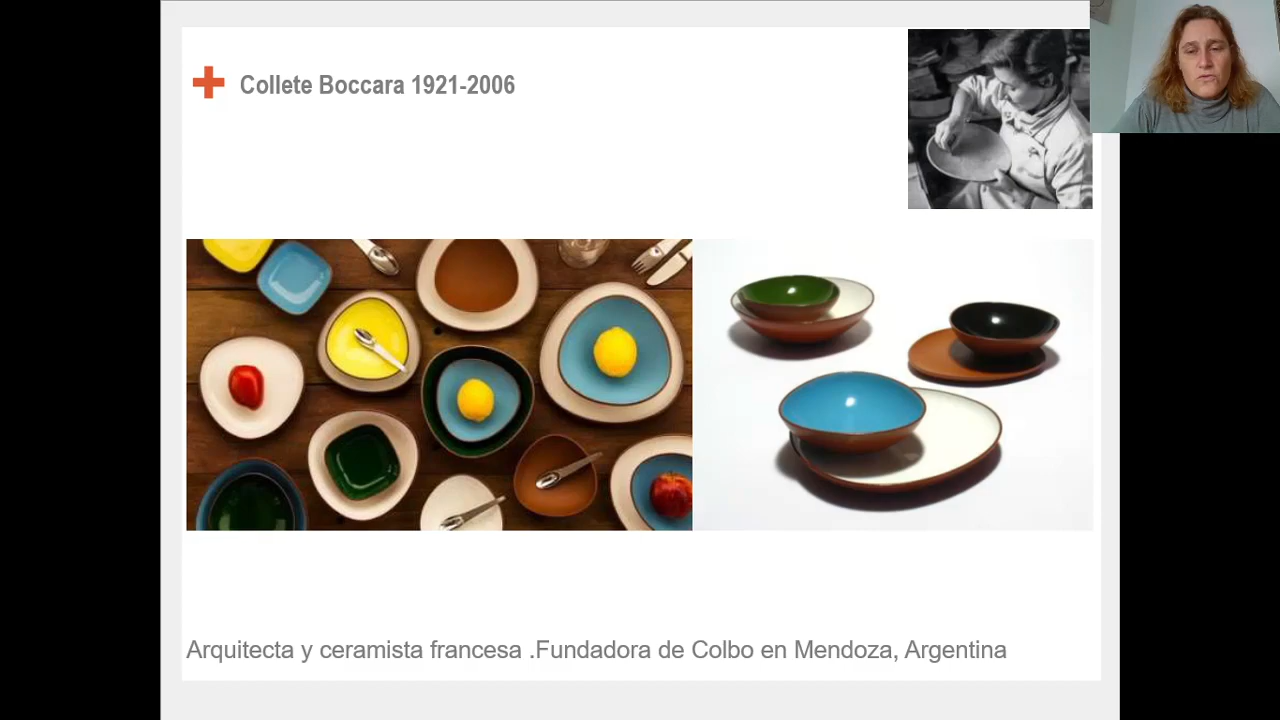 Collete Boccara 1921-2006
Arquitecta y ceramista francesa .Fundadora de Colbo en Mendoza, Argentina